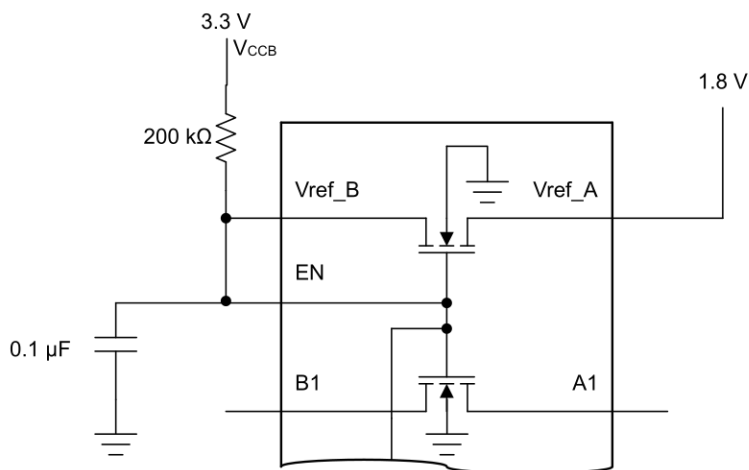 3.3 V
VCCB
1.8 V
200 kΩ
Vref_B
Vref_A
EN
0.1 µF
B1
A1